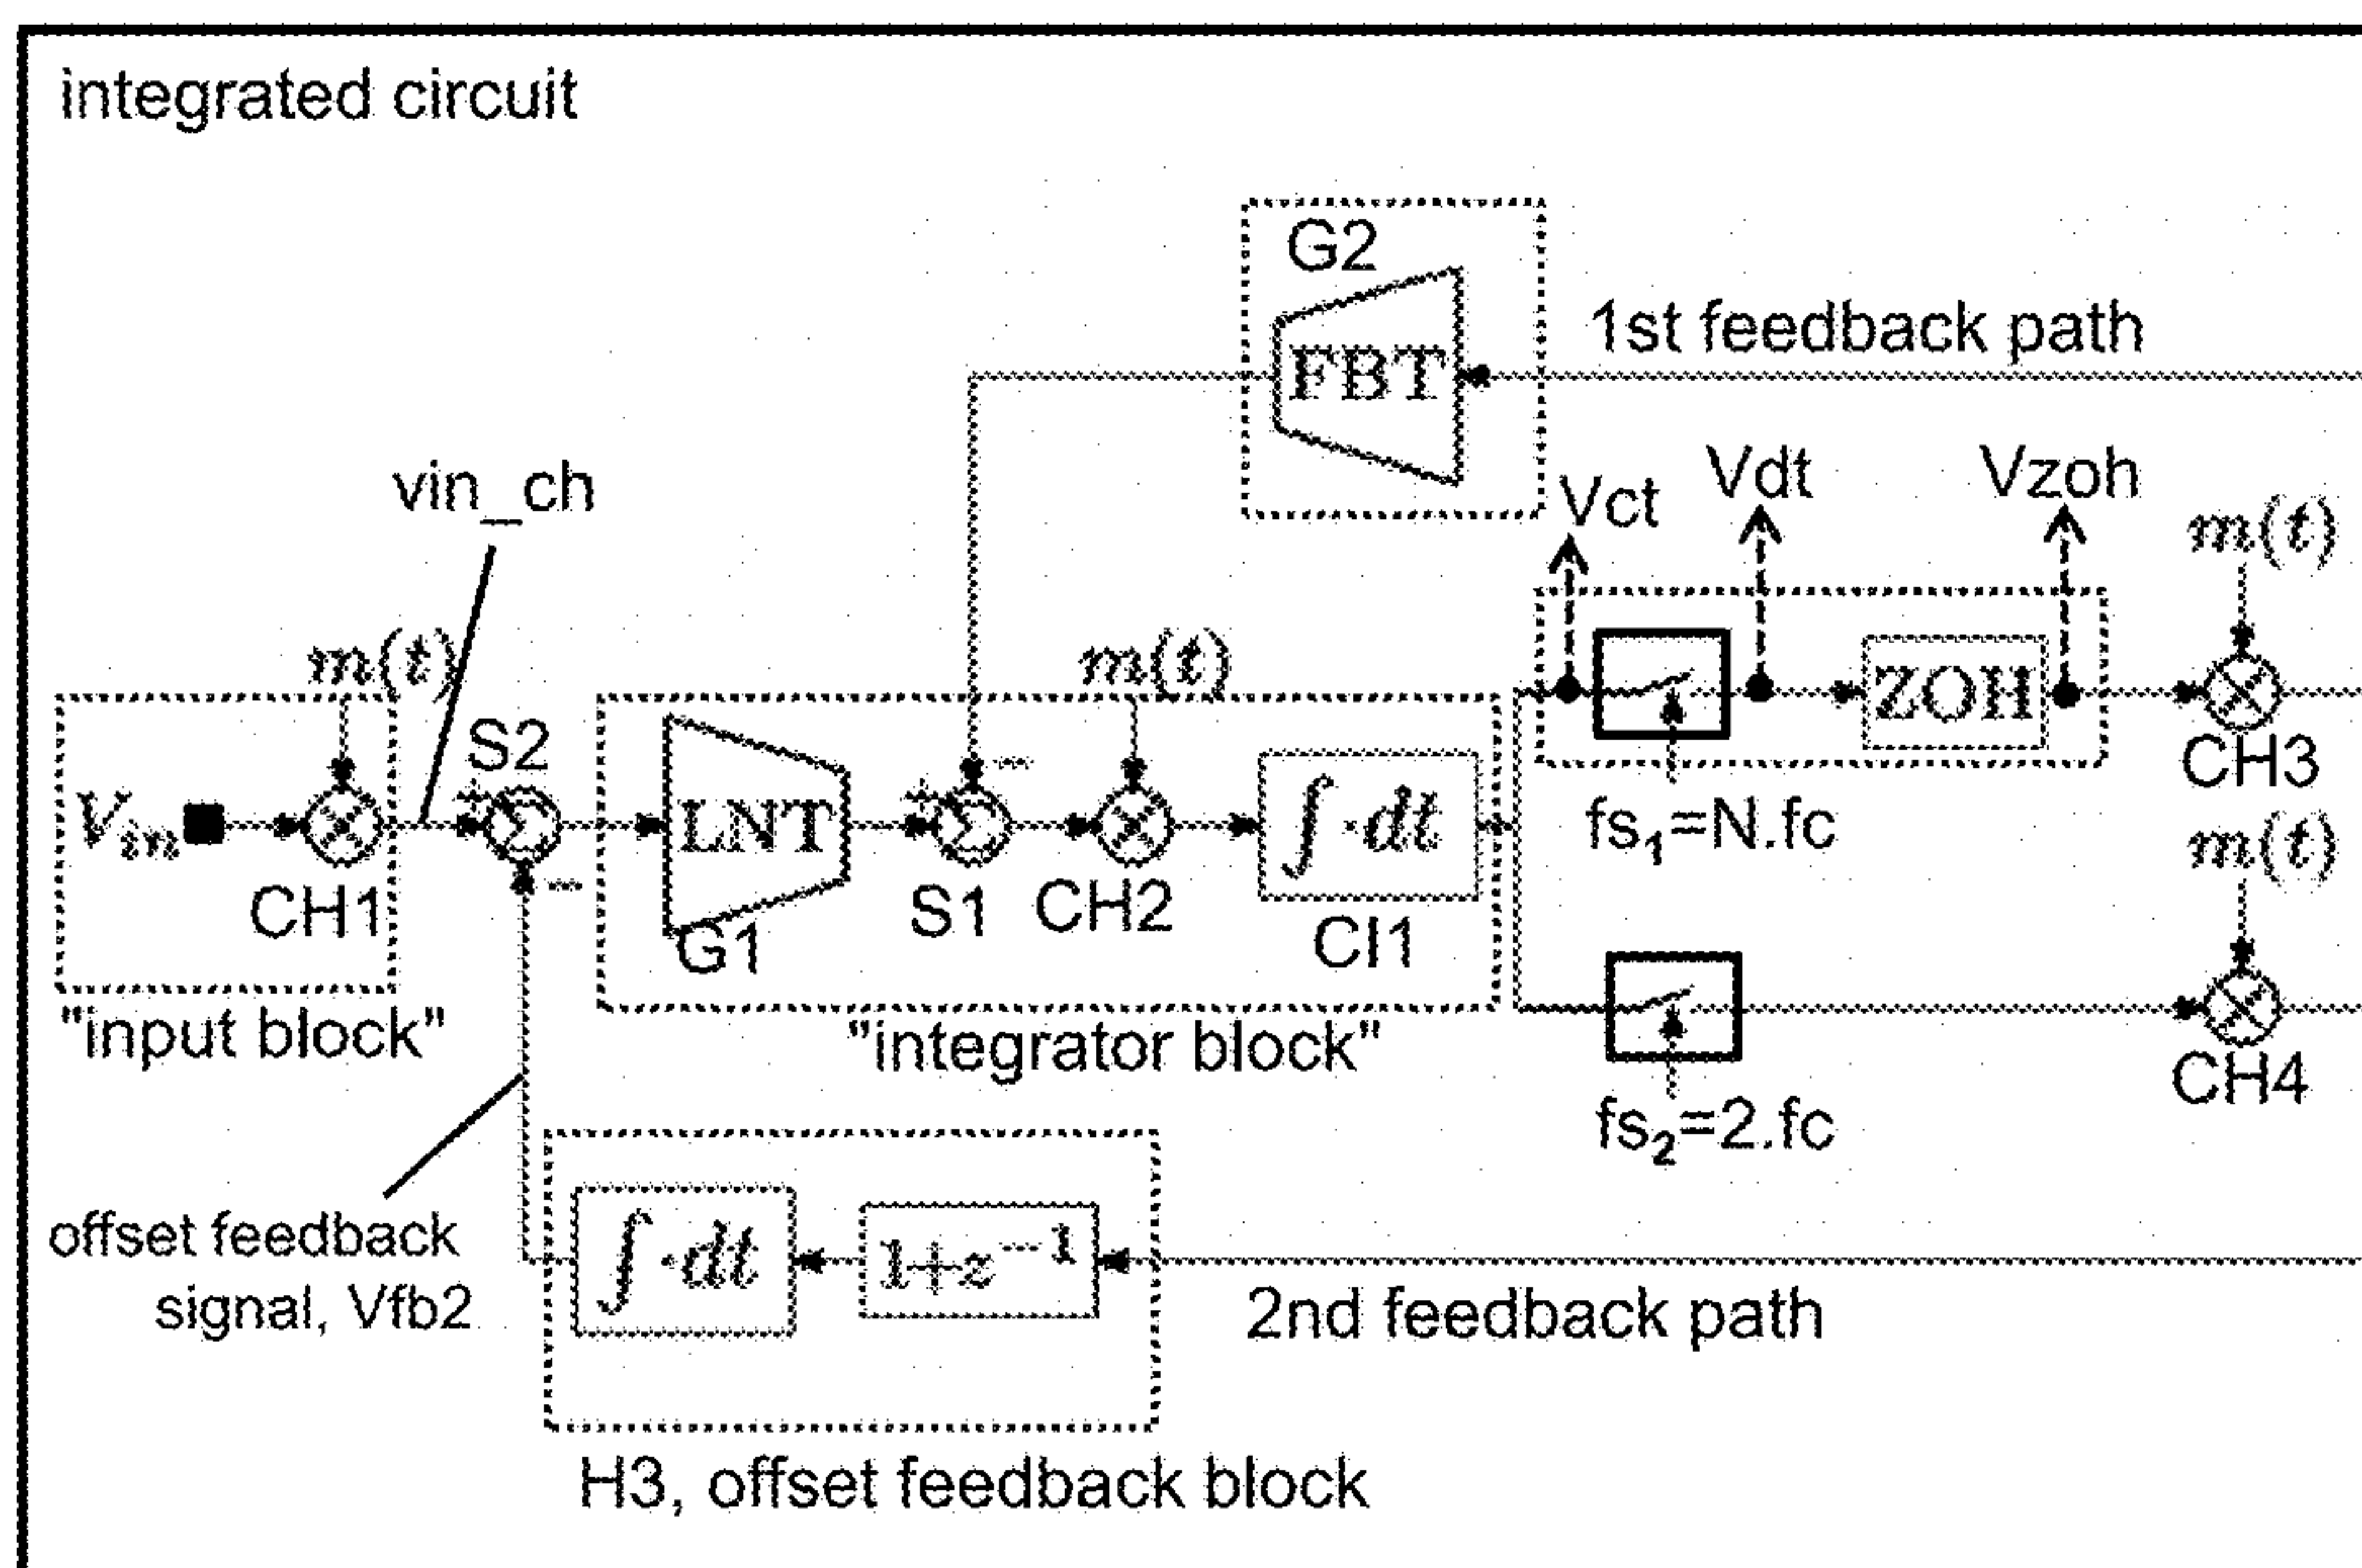 integrated circuit
G2
FBT
1st feedback path
vin_ch
Vct
Vdt
Vzoh
m(t)
m(t)
m(t)
S2
+
-
+
-
ZOH
CH3
Vin
CH1
Σ
LNT
G1
Σ
S1
CH2
∫·dt
CI1
fs₁=N.fc
m(t)
"input block"
"integrator block"
CH4
fs₂=2.fc
offset feedback
signal, Vfb2
∫·dt
1+z⁻¹
2nd feedback path
H3, offset feedback block